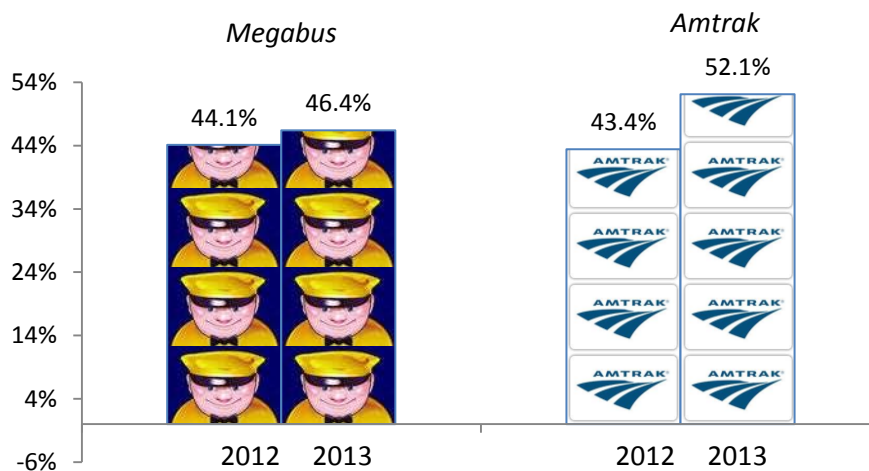 Megabus
Amtrak
54%
44%
34%
24%
14%
4%
-6%
44.1%
46.4%
43.4%
52.1%
AMTRAK®
AMTRAK®
AMTRAK®
AMTRAK®
AMTRAK®
AMTRAK®
AMTRAK®
AMTRAK®
2012
2013
2012
2013